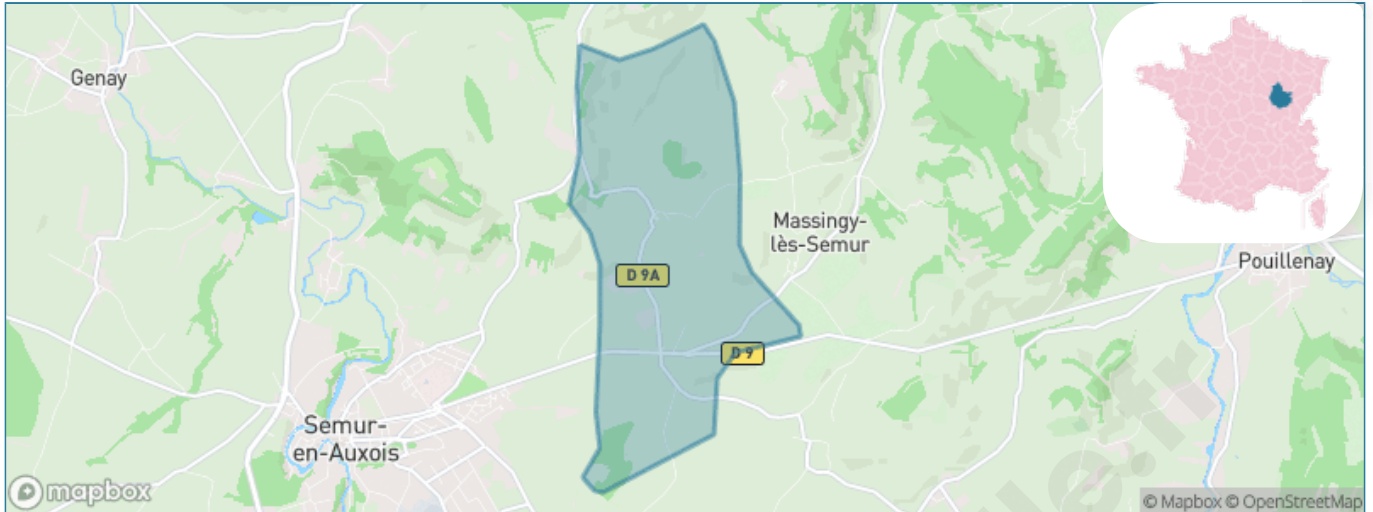 Genay
Massingy-
lès-Semur
Pouillenay
D 9A
D 9
Semur-
en-Auxois
mapbox
© Mapbox © OpenStreetMap